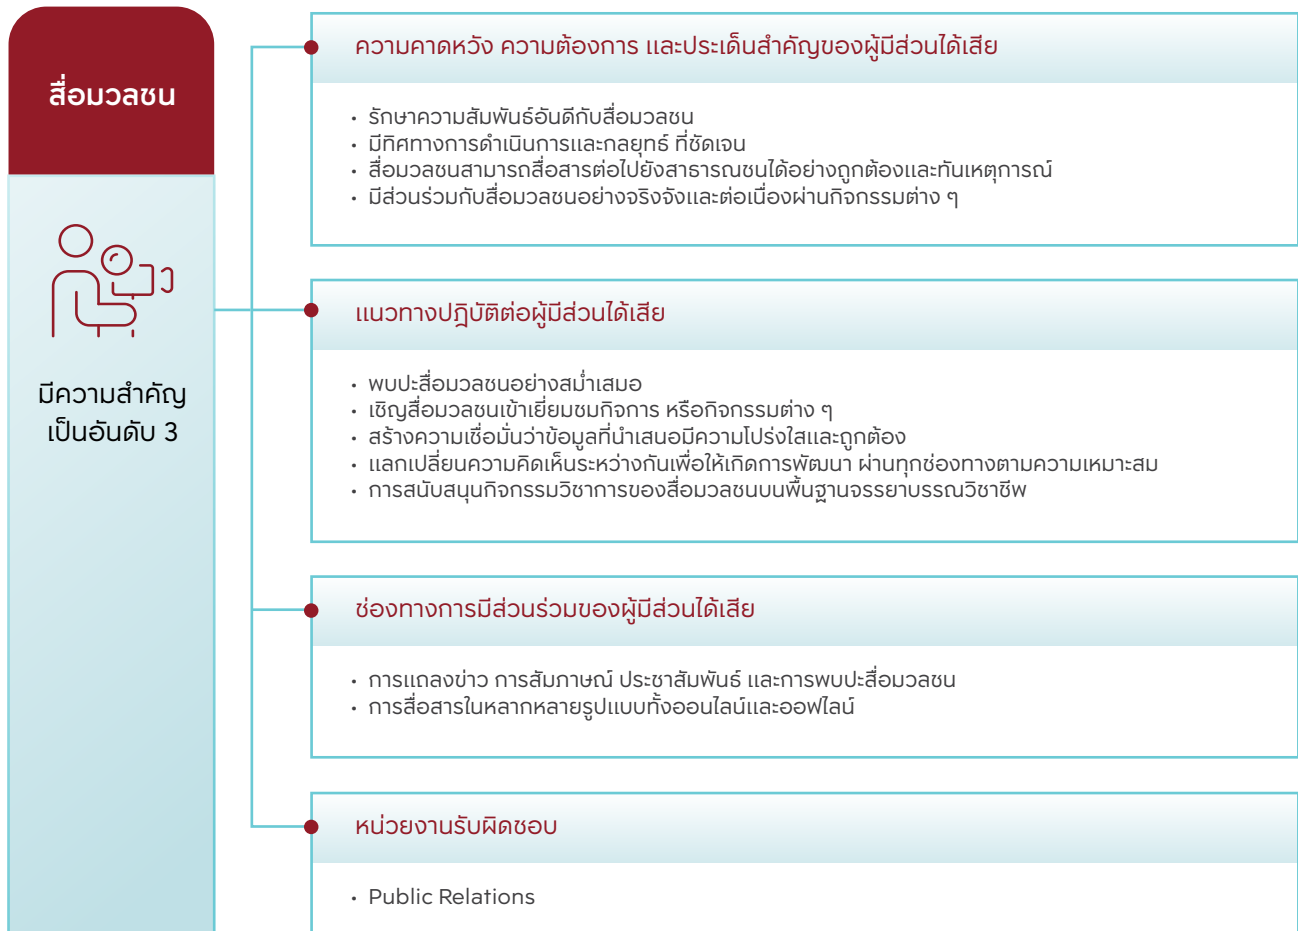 สื่อมวลชน
มีความสำคัญ
เป็นอันดับ 3
ความคาดหวัง ความต้องการ และประเด็นสำคัญของผู้มีส่วนได้เสีย
• รักษาความสัมพันธ์อันดีกับสื่อมวลชน
• มีทิศทางการดำเนินการและกลยุทธ์ ที่ชัดเจน
• สื่อมวลชนสามารถสื่อสารต่อไปยังสาธารณชนได้อย่างถูกต้องและทันเหตุการณ์
• มีส่วนร่วมกับสื่อมวลชนอย่างจริงจังและต่อเนื่องผ่านกิจกรรมต่าง ๆ
แนวทางปฎิบัติต่อผู้มีส่วนได้เสีย
• พบปะสื่อมวลชนอย่างสม่ำเสมอ
• เชิญสื่อมวลชนเข้าเยี่ยมชมกิจการ หรือกิจกรรมต่าง ๆ
• สร้างความเชื่อมั่นว่าข้อมูลที่นำเสนอมีความโปร่งใสและถูกต้อง
• แลกเปลี่ยนความคิดเห็นระหว่างกันเพื่อให้เกิดการพัฒนา ผ่านทุกช่องทางตามความเหมาะสม
• การสนับสนุนกิจกรรมวิชาการของสื่อมวลชนบนพื้นฐานจรรยาบรรณวิชาชีพ
ช่องทางการมีส่วนร่วมของผู้มีส่วนได้เสีย
• การแถลงข่าว การสัมภาษณ์ ประชาสัมพันธ์ และการพบปะสื่อมวลชน
• การสื่อสารในหลากหลายรูปแบบทั้งออนไลน์และออฟไลน์
หน่วยงานรับผิดชอบ
• Public Relations